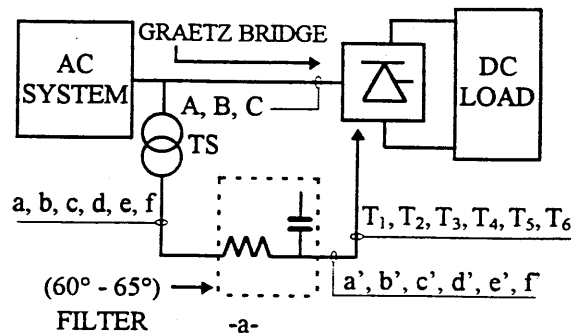 GRAETZ BRIDGE
AC
SYSTEM
DC
LOAD
A, B, C
TS
a, b, c, d, e, f
T1, T2, T3, T4, T5, T6
a', b', c', d', e', f'
(60° - 65°)
FILTER
-a-